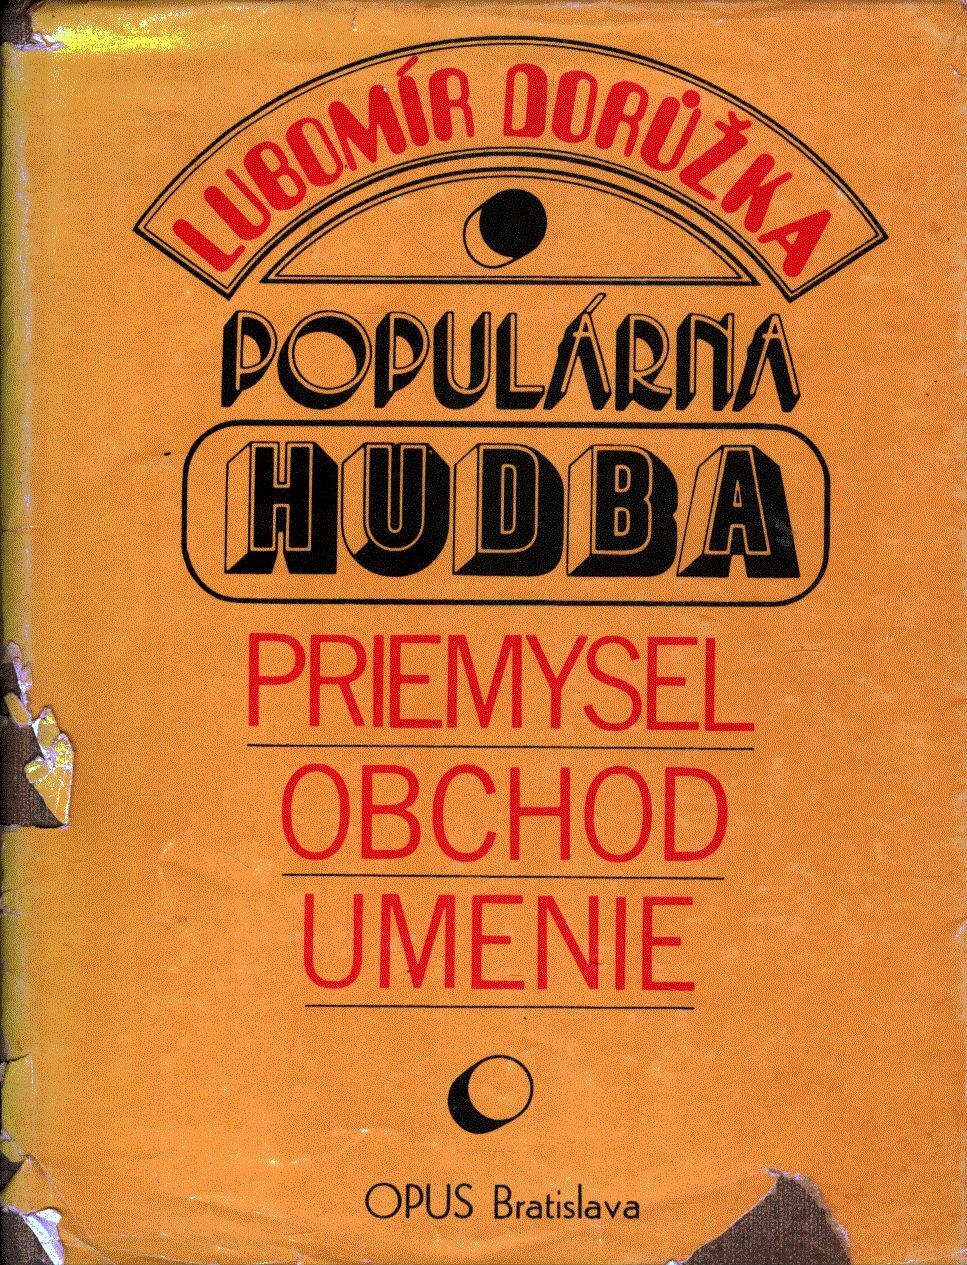 LUBOMÍR DORŮŽKA
POPULÁRNA
HUDBA
PRIEMYSEL
OBCHOD
UMENIE
OPUS Bratislava